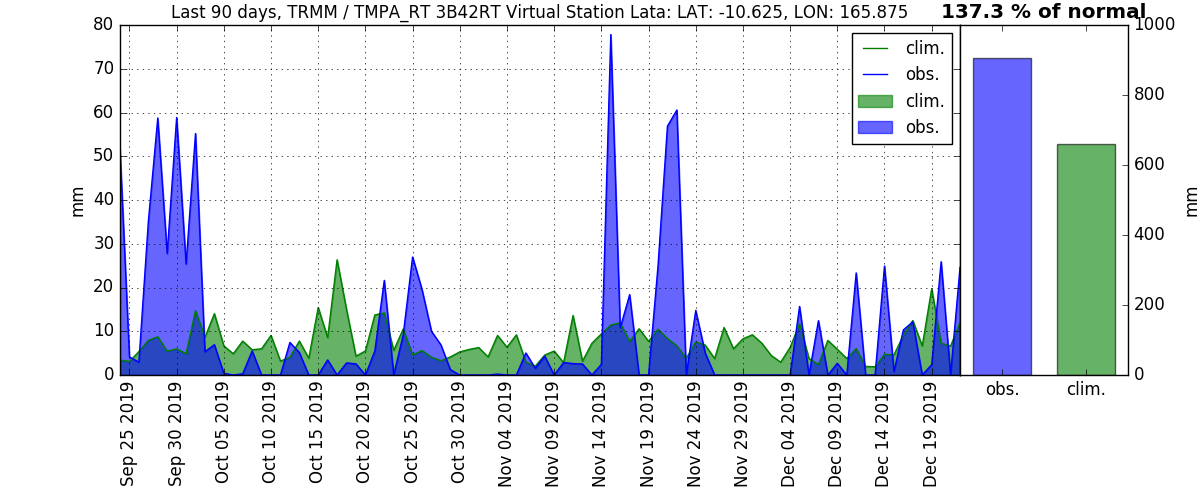 Last 90 days, TRMM / TMPA_RT 3B42RT Virtual Station Lata: LAT: -10.625, LON: 165.875
137.3 % of normal
80
70
60
50
40
30
20
10
0
mm
clim.
obs.
clim.
obs.
Sep 25 2019
Sep 30 2019
Oct 05 2019
Oct 10 2019
Oct 15 2019
Oct 20 2019
Oct 25 2019
Oct 30 2019
Nov 04 2019
Nov 09 2019
Nov 14 2019
Nov 19 2019
Nov 24 2019
Nov 29 2019
Dec 04 2019
Dec 09 2019
Dec 14 2019
Dec 19 2019
1000
800
600
400
200
0
mm
obs.
clim.